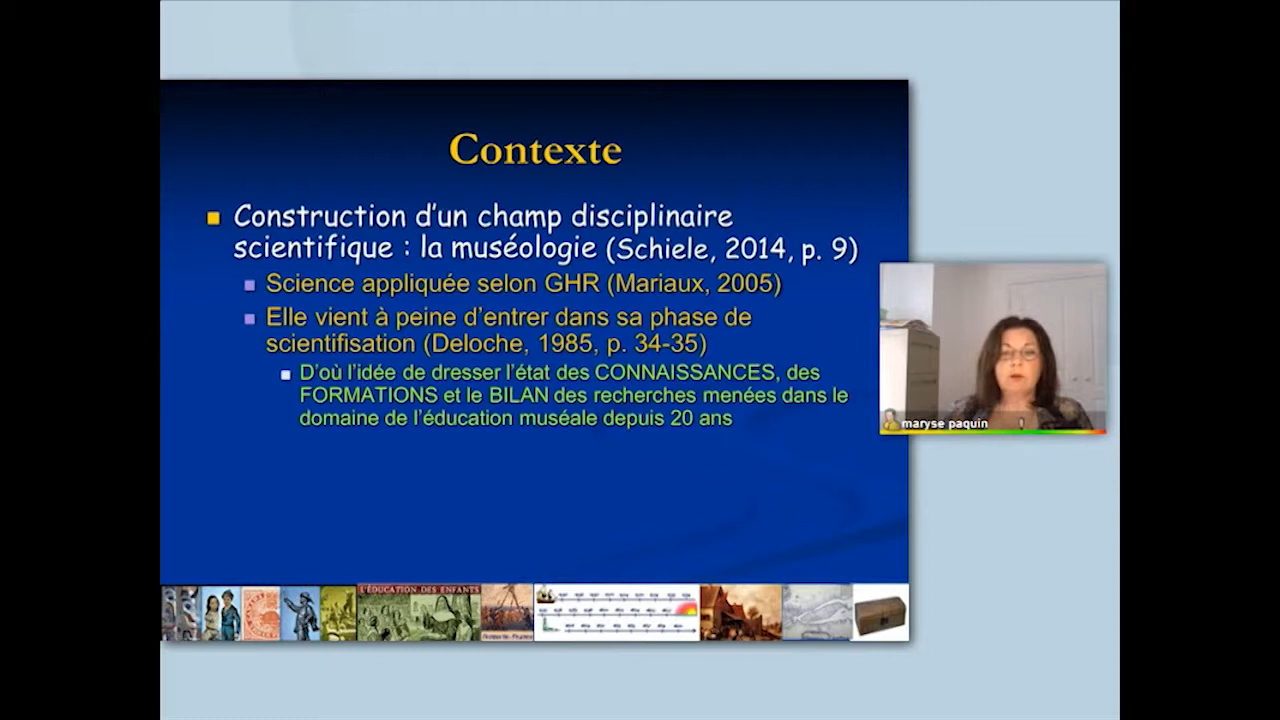 Contexte
Construction d'un champ disciplinaire
scientifique : la muséologie (Schiele, 2014, p. 9)
Science appliquée selon GHR (Mariaux, 2005)
Elle vient à peine d'entrer dans sa phase de
scientifisation (Deloche, 1985, p. 34-35)
D'où l'idée de dresser l'état des CONNAISSANCES, des
FORMATIONS et le BILAN des recherches menées dans le
domaine de l'éducation muséale depuis 20 ans
maryse paquin
L'ÉDUCATION DES ENFANTS